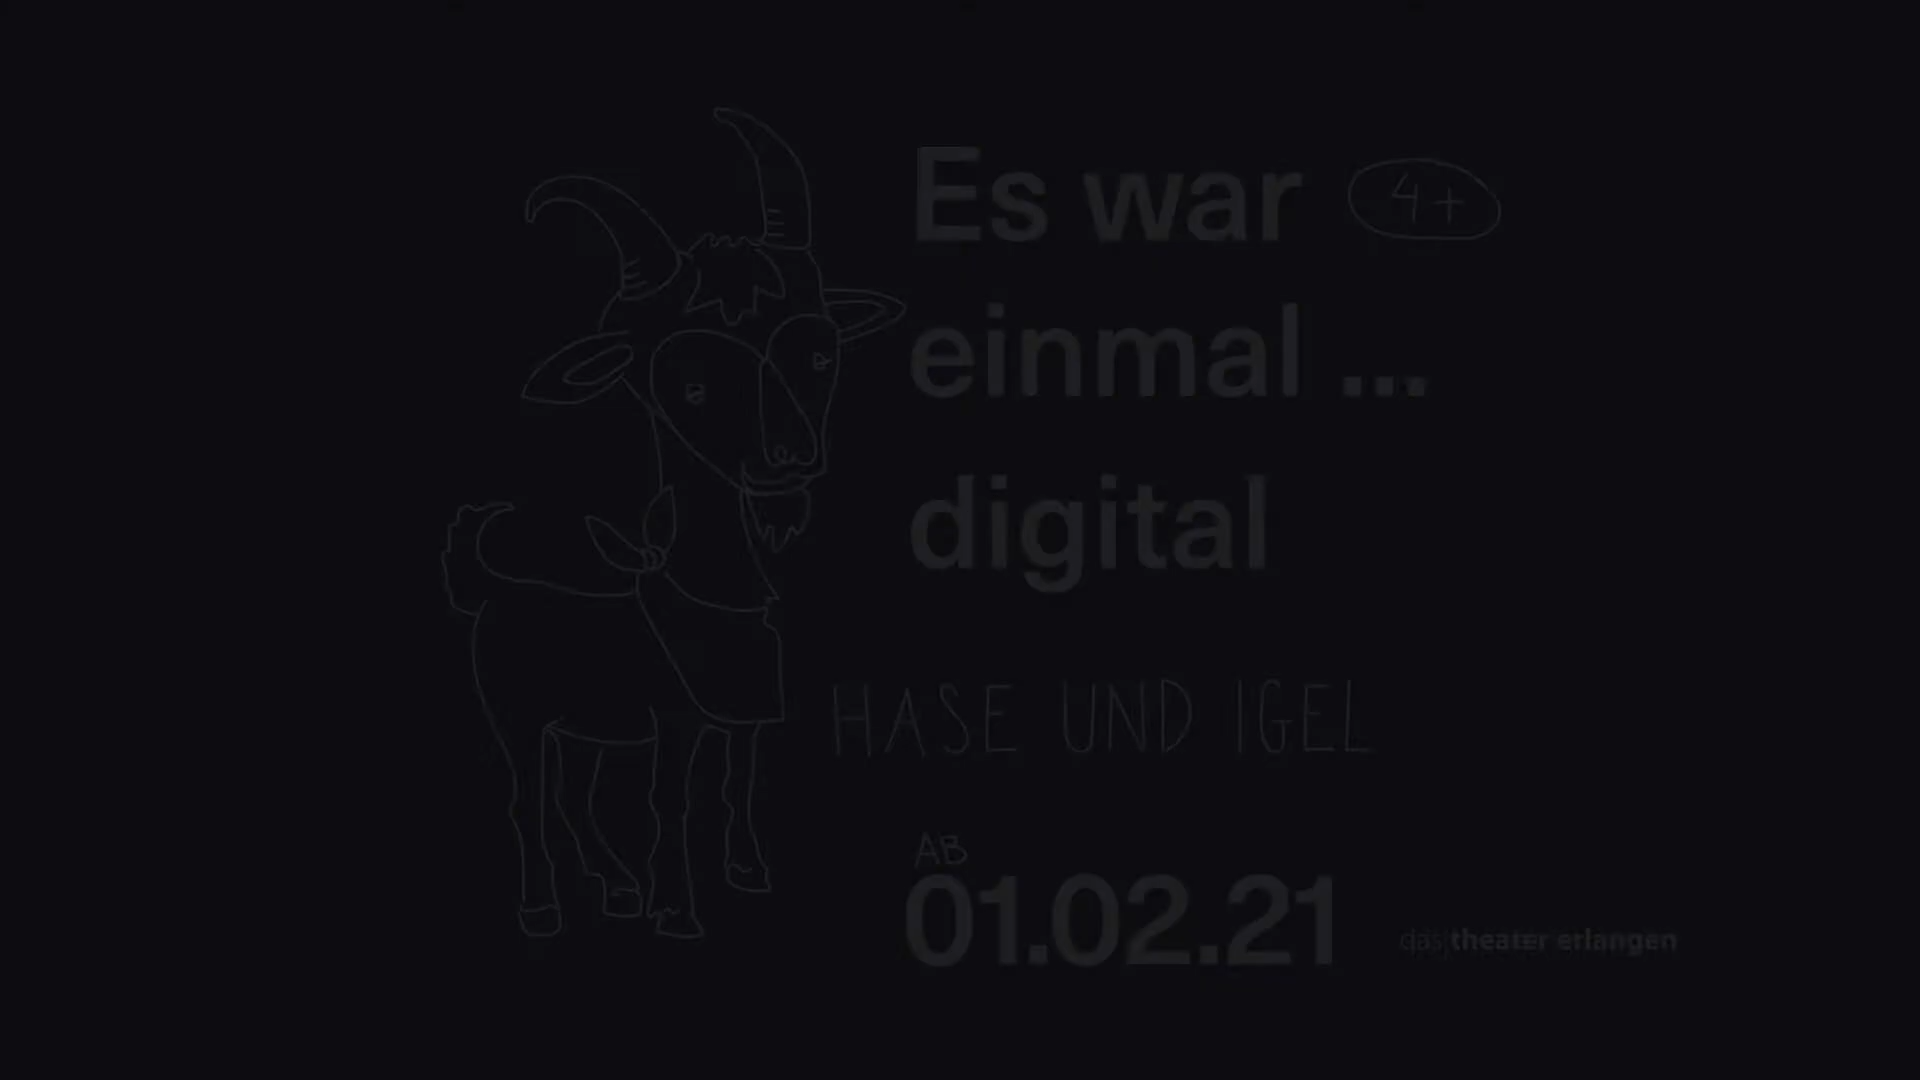 Es war
4+
einmal ...
digital
HASE UND IGEL
AB
01.02.21
das theater erlangen